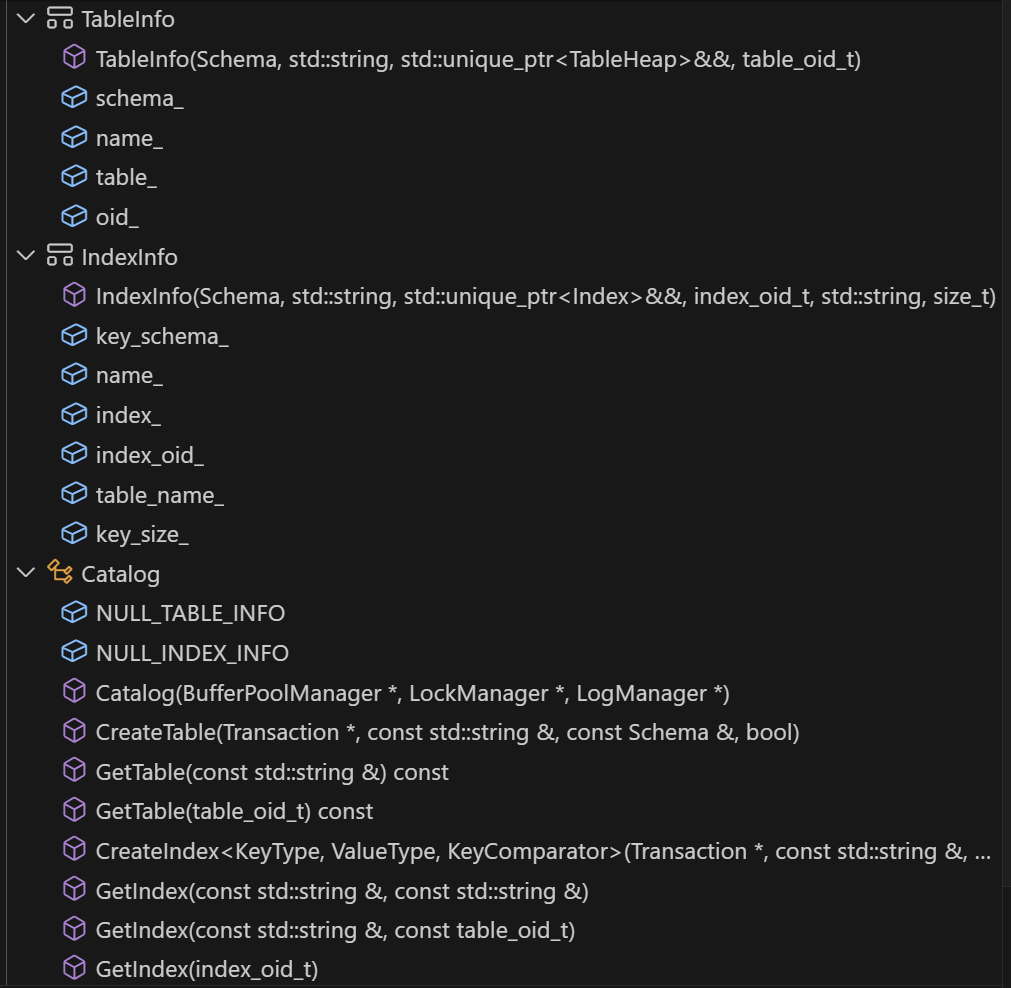 TableInfo
TableInfo(Schema, std::string, std::unique_ptr<TableHeap>&&, table_oid_t)
schema_
name_
table_
oid_
IndexInfo
IndexInfo(Schema, std::string, std::unique_ptr<Index>&&, index_oid_t, std::string, size_t)
key_schema_
name_
index_
index_oid_
table_name_
key_size_
Catalog
NULL_TABLE_INFO
NULL_INDEX_INFO
Catalog(BufferPoolManager *, LockManager *, LogManager *)
CreateTable(Transaction *, const std::string &, const Schema &, bool)
GetTable(const std::string &) const
GetTable(table_oid_t) const
CreateIndex<KeyType, ValueType, KeyComparator>(Transaction *, const std::string &, ...
GetIndex(const std::string &, const std::string &)
GetIndex(const std::string &, const table_oid_t)
GetIndex(index_oid_t)